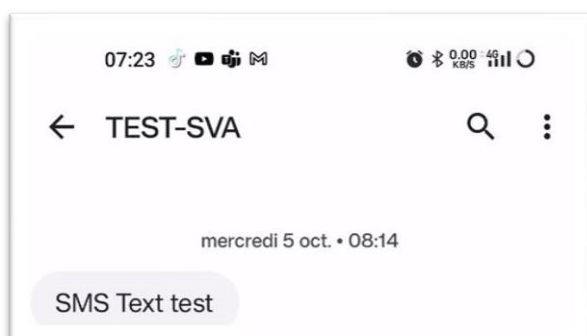 07:23
0.00 4G
KB/S
TEST-SVA
mercredi 5 oct. • 08:14
SMS Text test